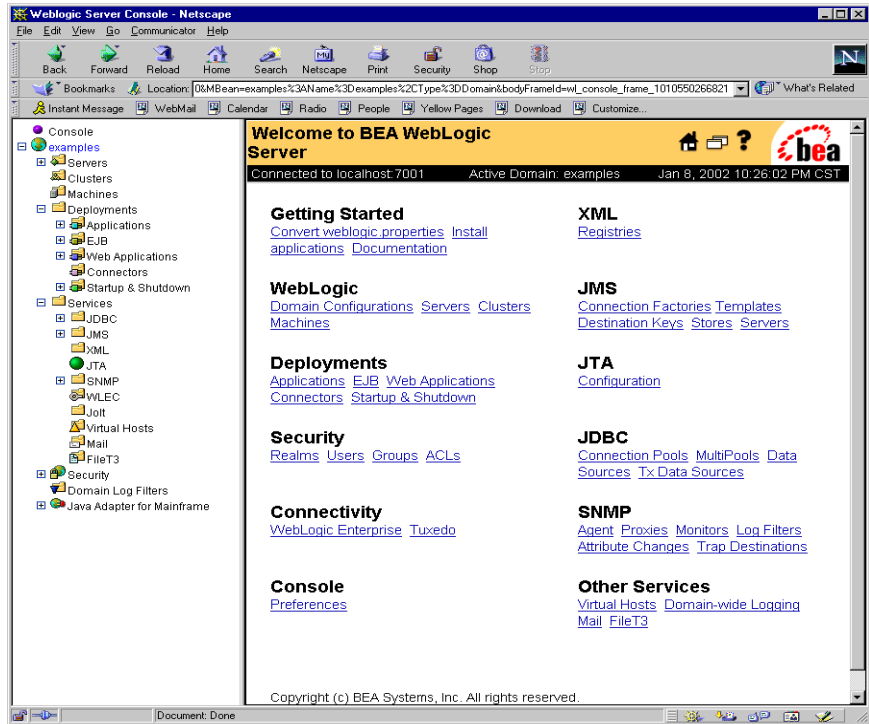 Weblogic Server Console - Netscape
File Edit View Go Communicator Help
Back Forward Reload Home Search Netscape Print Security Shop Stop
Bookmarks Location: 0&MBean=examples%3AName%3Dexamples%2CType%3DDomain&bodyFrameId=wl_console_frame_1010550266821 What's Related
Instant Message WebMail Calendar Radio People Yellow Pages Download Customize...
Console
examples
Servers
Clusters
Machines
Deployments
Applications
EJB
Web Applications
Connectors
Startup & Shutdown
Services
JDBC
JMS
XML
JTA
SNMP
WLEC
Jolt
Virtual Hosts
Mail
FileT3
Security
Domain Log Filters
Java Adapter for Mainframe
Welcome to BEA WebLogic
Server
bea
Connected to localhost:7001 Active Domain: examples Jan 8, 2002 10:26:02 PM CST
Getting Started
Convert weblogic.properties Install
applications Documentation
XML
Registries
WebLogic
Domain Configurations Servers Clusters
Machines
JMS
Connection Factories Templates
Destination Keys Stores Servers
Deployments
Applications EJB Web Applications
Connectors Startup & Shutdown
JTA
Configuration
Security
Realms Users Groups ACLs
JDBC
Connection Pools MultiPools Data
Sources Tx Data Sources
Connectivity
WebLogic Enterprise Tuxedo
SNMP
Agent Proxies Monitors Log Filters
Attribute Changes Trap Destinations
Console
Preferences
Other Services
Virtual Hosts Domain-wide Logging
Mail FileT3
Copyright (c) BEA Systems, Inc. All rights reserved.
Document: Done